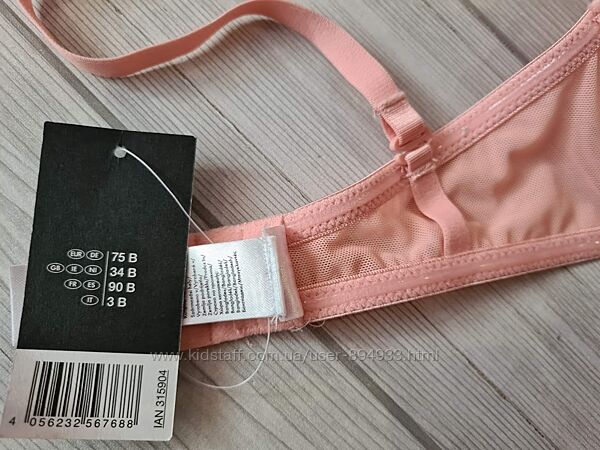 EUR DE 75 B
GB IE NI 34 B
FR ES 90 B
IT 3 B
4 056232 567688
IAN 315904
www.kidstaff.com.ua/user-894933.html